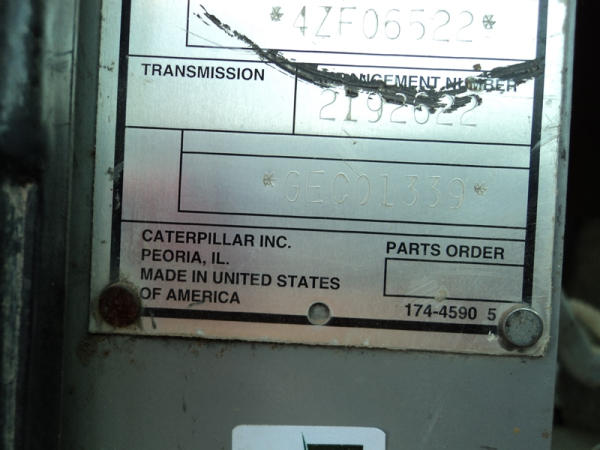 *4ZF06522*
TRANSMISSION
ARRANGEMENT NUMBER
2192622
*GEC01339*
CATERPILLAR INC.
PEORIA, IL.
MADE IN UNITED STATES
OF AMERICA
PARTS ORDER
174-4590 5